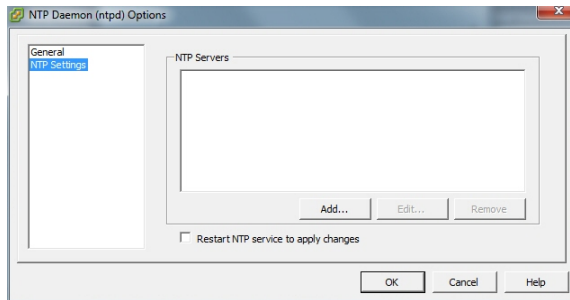 NTP Daemon (ntpd) Options
General
NTP Settings
NTP Servers
Add...
Edit...
Remove
Restart NTP service to apply changes
OK
Cancel
Help